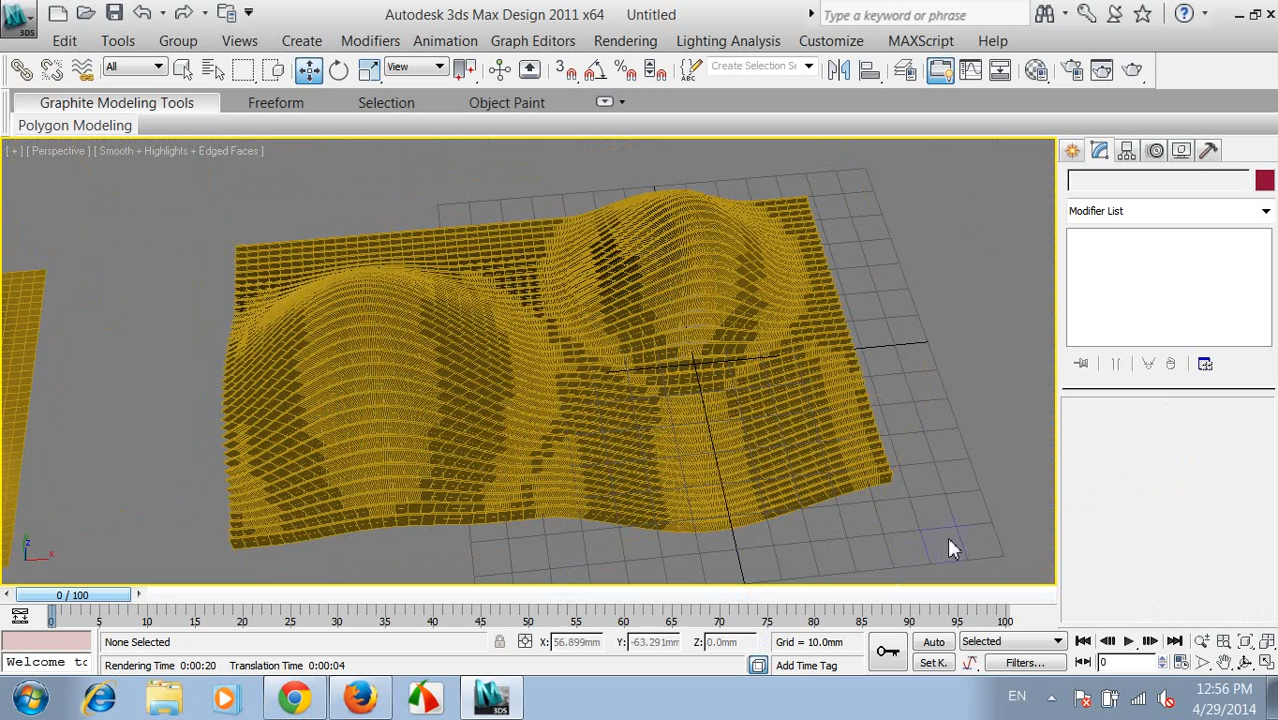 Autodesk 3ds Max Design 2011 x64 Untitled
Type a keyword or phrase
3DS
Edit Tools Group Views Create Modifiers Animation Graph Editors Rendering Lighting Analysis Customize MAXScript Help
All View 3 Create Selection Se
Graphite Modeling Tools Freeform Selection Object Paint
Polygon Modeling
[ + ] [ Perspective ] [ Smooth + Highlights + Edged Faces ]
Modifier List
z
x
0 / 100
0 5 10 15 20 25 30 35 40 45 50 55 60 65 70 75 80 85 90 95 100
None Selected X: 56.899mm Y: -63.291mm Z: 0.0mm Grid = 10.0mm Auto Selected
Welcome to Rendering Time 0:00:20 Translation Time 0:00:04 Add Time Tag Set K. Filters... 0
3DS EN 12:56 PM
4/29/2014